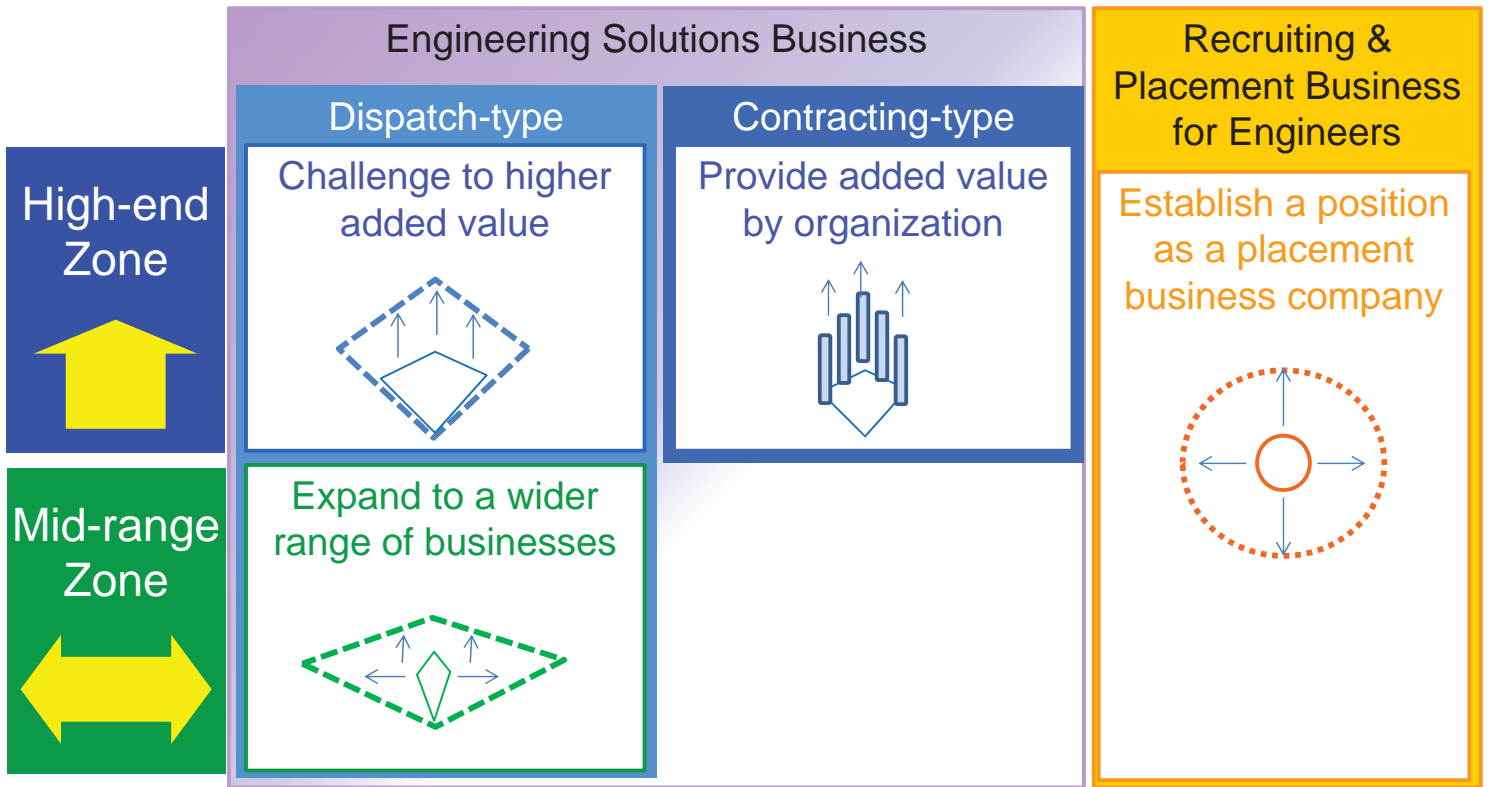 Engineering Solutions Business
Recruiting &
Placement Business
for Engineers
Dispatch-type
Contracting-type
High-end
Zone
Challenge to higher
added value
Provide added value
by organization
Establish a position
as a placement
business company
Mid-range
Zone
Expand to a wider
range of businesses